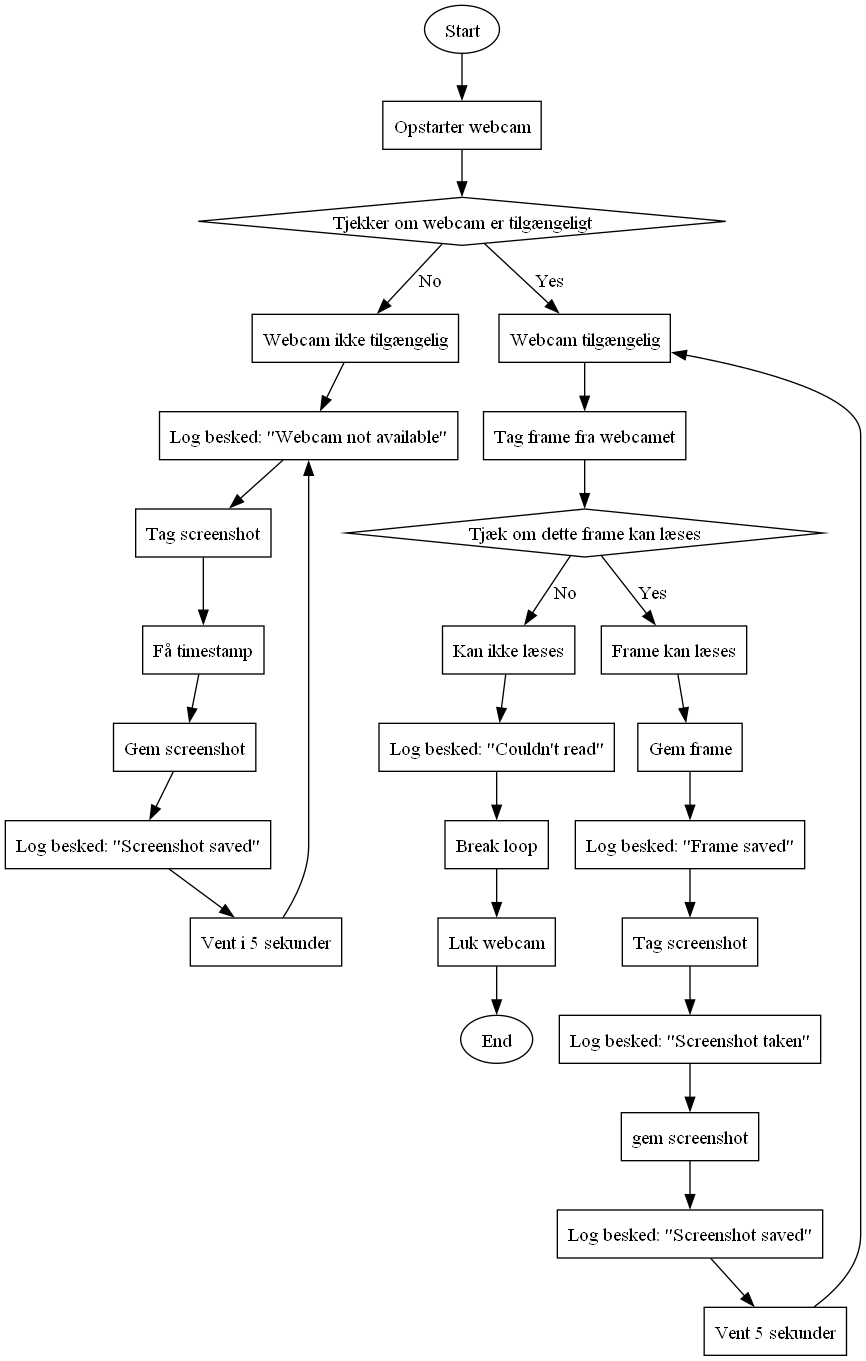 Start
Opstarter webcam
Tjekker om webcam er tilgængeligt
No
Yes
Webcam ikke tilgængelig
Webcam tilgængelig
Log besked: "Webcam not available"
Tag frame fra webcamet
Tag screenshot
Tjæk om dette frame kan læses
No
Yes
Få timestamp
Kan ikke læses
Frame kan læses
Gem screenshot
Log besked: "Couldn't read"
Gem frame
Log besked: "Screenshot saved"
Break loop
Log besked: "Frame saved"
Vent i 5 sekunder
Luk webcam
Tag screenshot
End
Log besked: "Screenshot taken"
gem screenshot
Log besked: "Screenshot saved"
Vent 5 sekunder